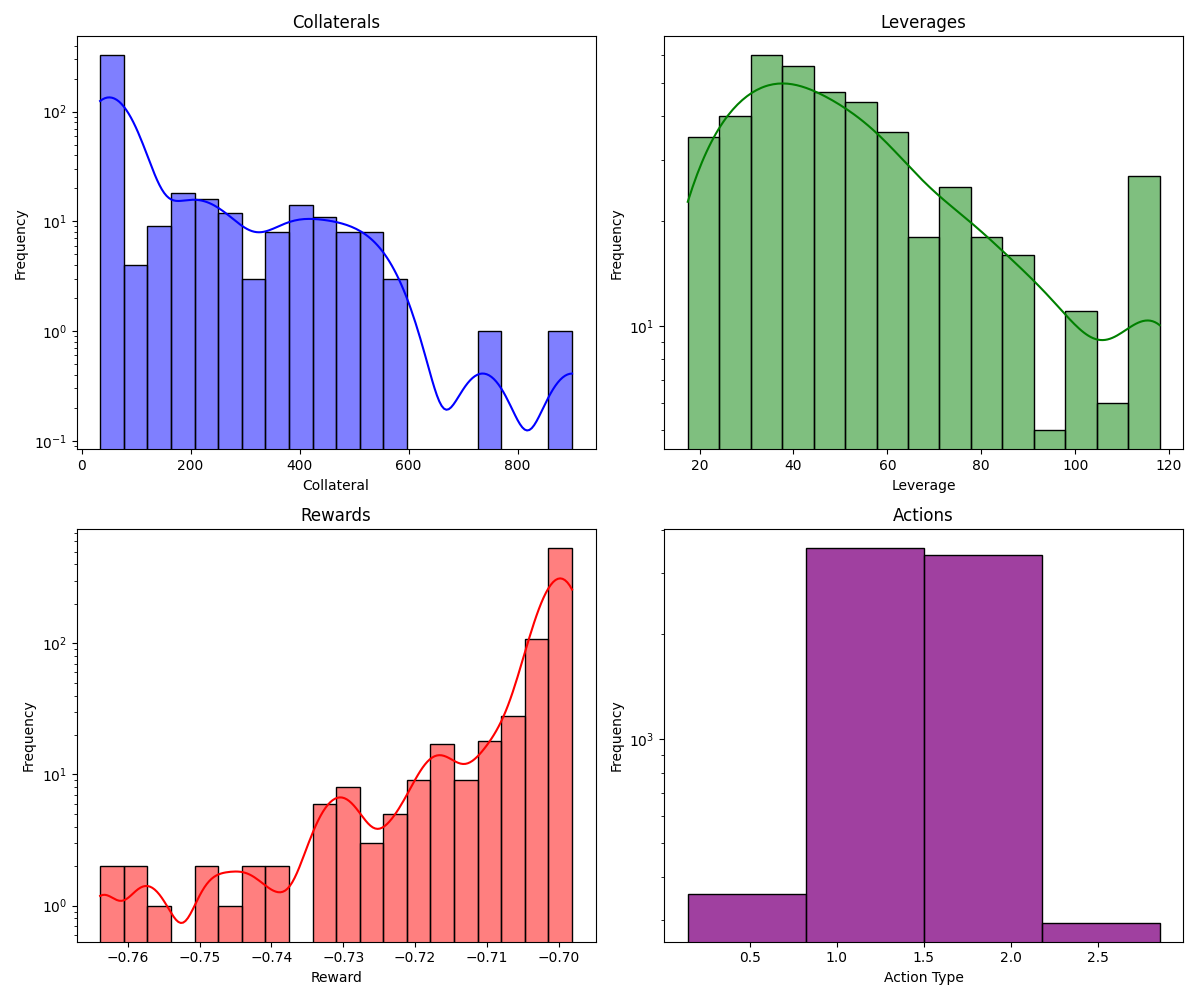 Collaterals
Frequency
10²
10¹
10⁰
10⁻¹
0 200 400 600 800
Collateral
Leverages
Frequency
10¹
20 40 60 80 100 120
Leverage
Rewards
Frequency
10²
10¹
10⁰
−0.76 −0.75 −0.74 −0.73 −0.72 −0.71 −0.70
Reward
Actions
Frequency
10³
0.5 1.0 1.5 2.0 2.5
Action Type